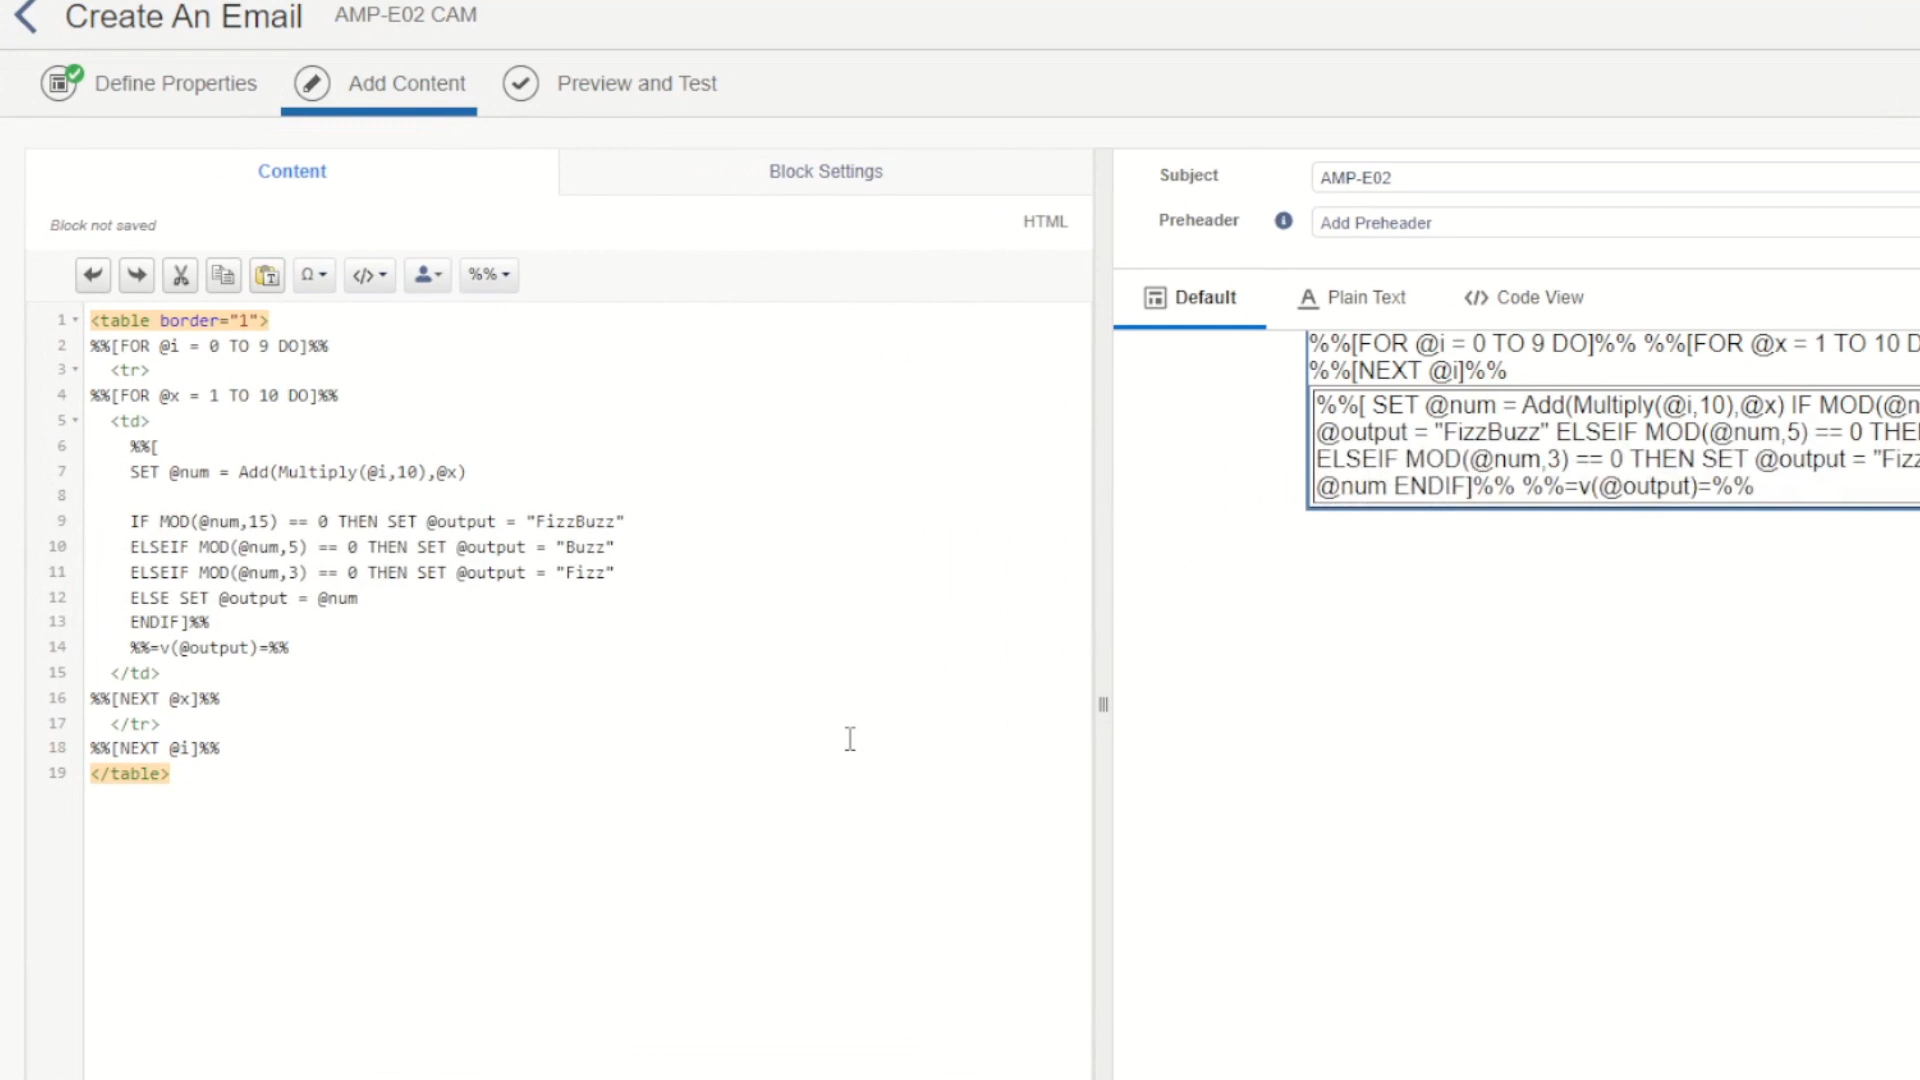 Create An Email AMP-E02 CAM
Define Properties Add Content Preview and Test
Content Block Settings
Block not saved HTML
Ω </> %%
1 <table border="1">
2 %%[FOR @i = 0 TO 9 DO]%%
3 <tr>
4 %%[FOR @x = 1 TO 10 DO]%%
5 <td>
6 %%[
7 SET @num = Add(Multiply(@i,10),@x)
8
9 IF MOD(@num,15) == 0 THEN SET @output = "FizzBuzz"
10 ELSEIF MOD(@num,5) == 0 THEN SET @output = "Buzz"
11 ELSEIF MOD(@num,3) == 0 THEN SET @output = "Fizz"
12 ELSE SET @output = @num
13 ENDIF]%%
14 %%=v(@output)=%%
15 </td>
16 %%[NEXT @x]%%
17 </tr>
18 %%[NEXT @i]%%
19 </table>
Subject AMP-E02
Preheader Add Preheader
Default Plain Text Code View
%%[FOR @i = 0 TO 9 DO]%% %%[FOR @x = 1 TO 10 D
%%[NEXT @i]%%
%%[ SET @num = Add(Multiply(@i,10),@x) IF MOD(@n
@output = "FizzBuzz" ELSEIF MOD(@num,5) == 0 THE
ELSEIF MOD(@num,3) == 0 THEN SET @output = "Fizz
@num ENDIF]%% %%=v(@output)=%%